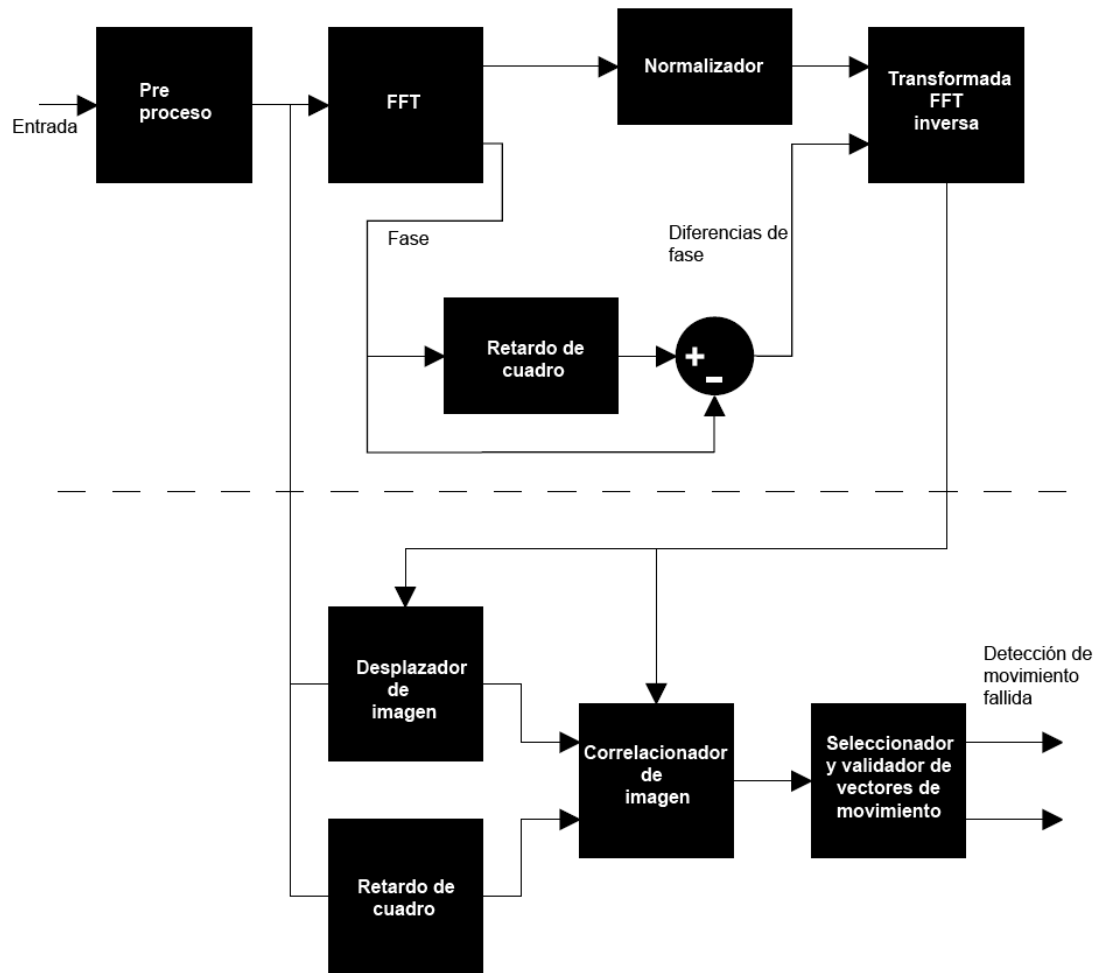 Pre
proceso
Entrada
FFT
Normalizador
Transformada
FFT
inversa
Fase
Diferencias de
fase
Retardo de
cuadro
+
-
Desplazador
de
imagen
Retardo de
cuadro
Correlacionador
de
imagen
Seleccionador
y validador de
vectores de
movimiento
Detección de
movimiento
fallida